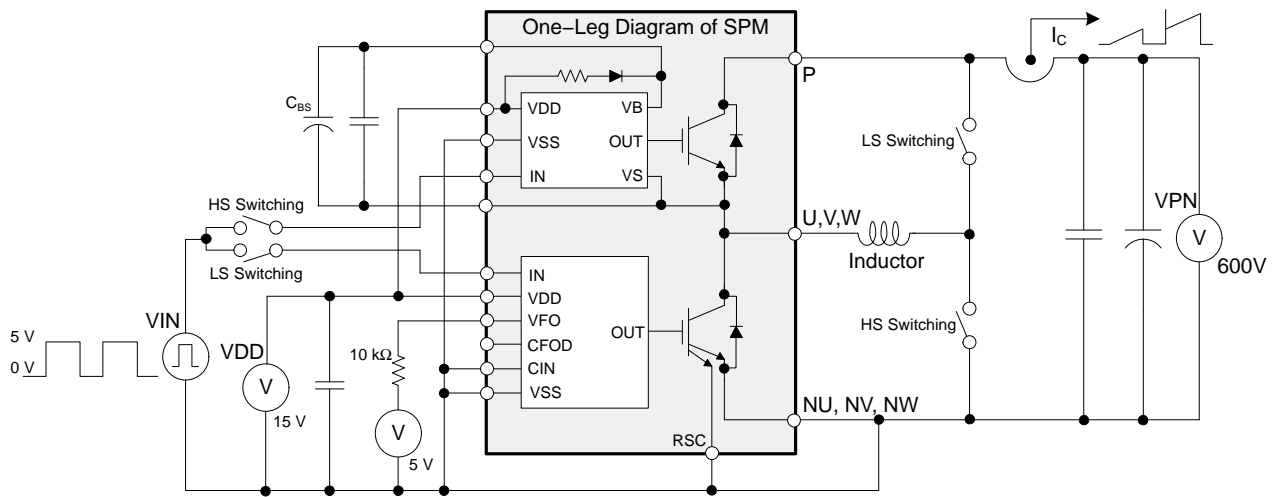 One–Leg Diagram of SPM
IC
P
CBS
VDD
VB
VSS
OUT
IN
VS
LS Switching
HS Switching
LS Switching
U,V,W
Inductor
VPN
V
600V
IN
VDD
VFO
CFOD
CIN
VSS
OUT
HS Switching
VIN
5 V
0 V
VDD
V
15 V
10 kΩ
V
5 V
RSC
NU, NV, NW